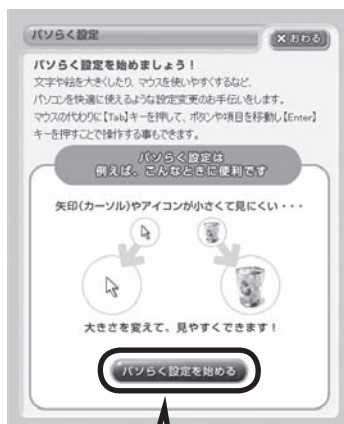 パソらく設定
×おわる
パソらく設定を始めましょう！
文字や絵を大きくしたり、マウスを使いやすくするなど、
パソコンを快適に使えるような設定変更のお手伝いをします。
マウスの代わりに【Tab】キーを押して、ボタンや項目を移動し【Enter】
キーを押すことで操作する事もできます。
パソらく設定は
例えば、こんなときに便利です
矢印(カーソル)やアイコンが小さくて見にくい・・・
大きさを変えて、見やすくできます！
パソらく設定を始める